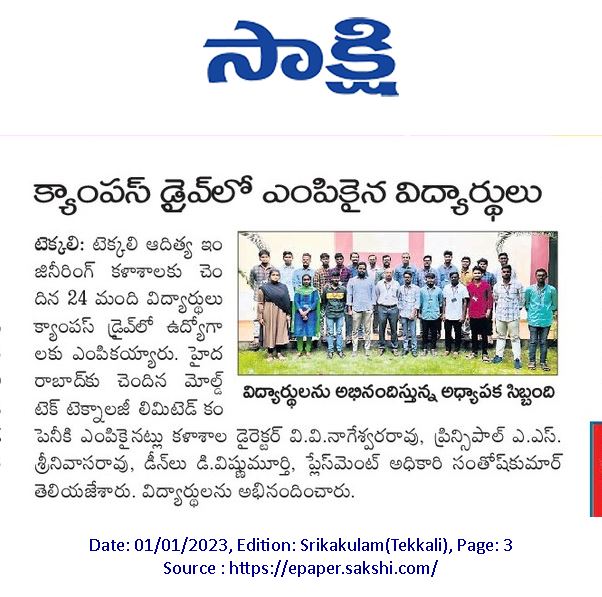 సాక్షి
క్యాంపస్ డ్రైవ్‌లో ఎంపికైన విద్యార్థులు
టెక్కలి: టెక్కలి ఆదిత్య ఇం
జినీరింగ్ కళాశాలకు చెం
దిన 24 మంది విద్యార్థులు
క్యాంపస్ డ్రైవ్‌లో ఉద్యోగా
లకు ఎంపికయ్యారు. హైద
రాబాద్‌కు చెందిన మోల్డ్
టెక్ టెక్నాలజీ లిమిటెడ్ కం
విద్యార్థులను అభినందిస్తున్న అధ్యాపక సిబ్బంది
పెనీకి ఎంపికైనట్లు కళాశాల డైరెక్టర్ వి.వి.నాగేశ్వరరావు, ప్రిన్సిపాల్ ఎ.ఎస్.
శ్రీనివాసరావు, డీన్‌లు డి.విష్ణుమూర్తి, ప్లేస్‌మెంట్ అధికారి సంతోష్‌కుమార్
తెలియజేశారు. విద్యార్థులను అభినందించారు.
Date: 01/01/2023, Edition: Srikakulam(Tekkali), Page: 3
Source : https://epaper.sakshi.com/